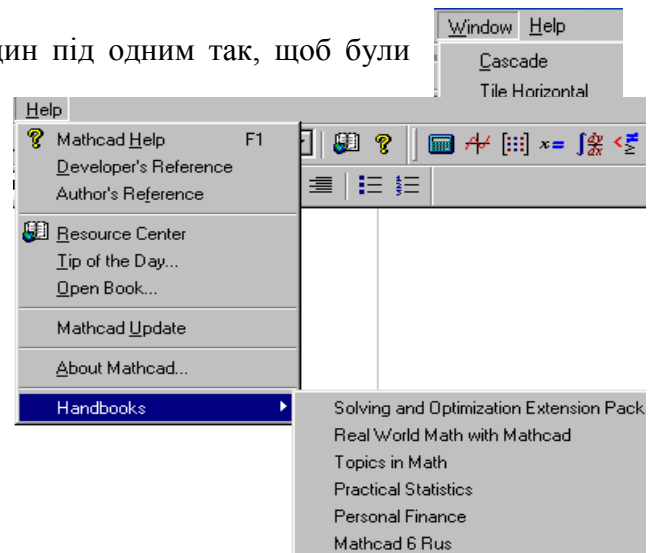 Window Help
дин під одним так, щоб були
Cascade
Tile Horizontal
Help
Mathcad Help F1
Developer's Reference
Author's Reference
Resource Center
Tip of the Day...
Open Book...
Mathcad Update
About Mathcad...
Handbooks
Solving and Optimization Extension Pack
Real World Math with Mathcad
Topics in Math
Practical Statistics
Personal Finance
Mathcad 6 Rus